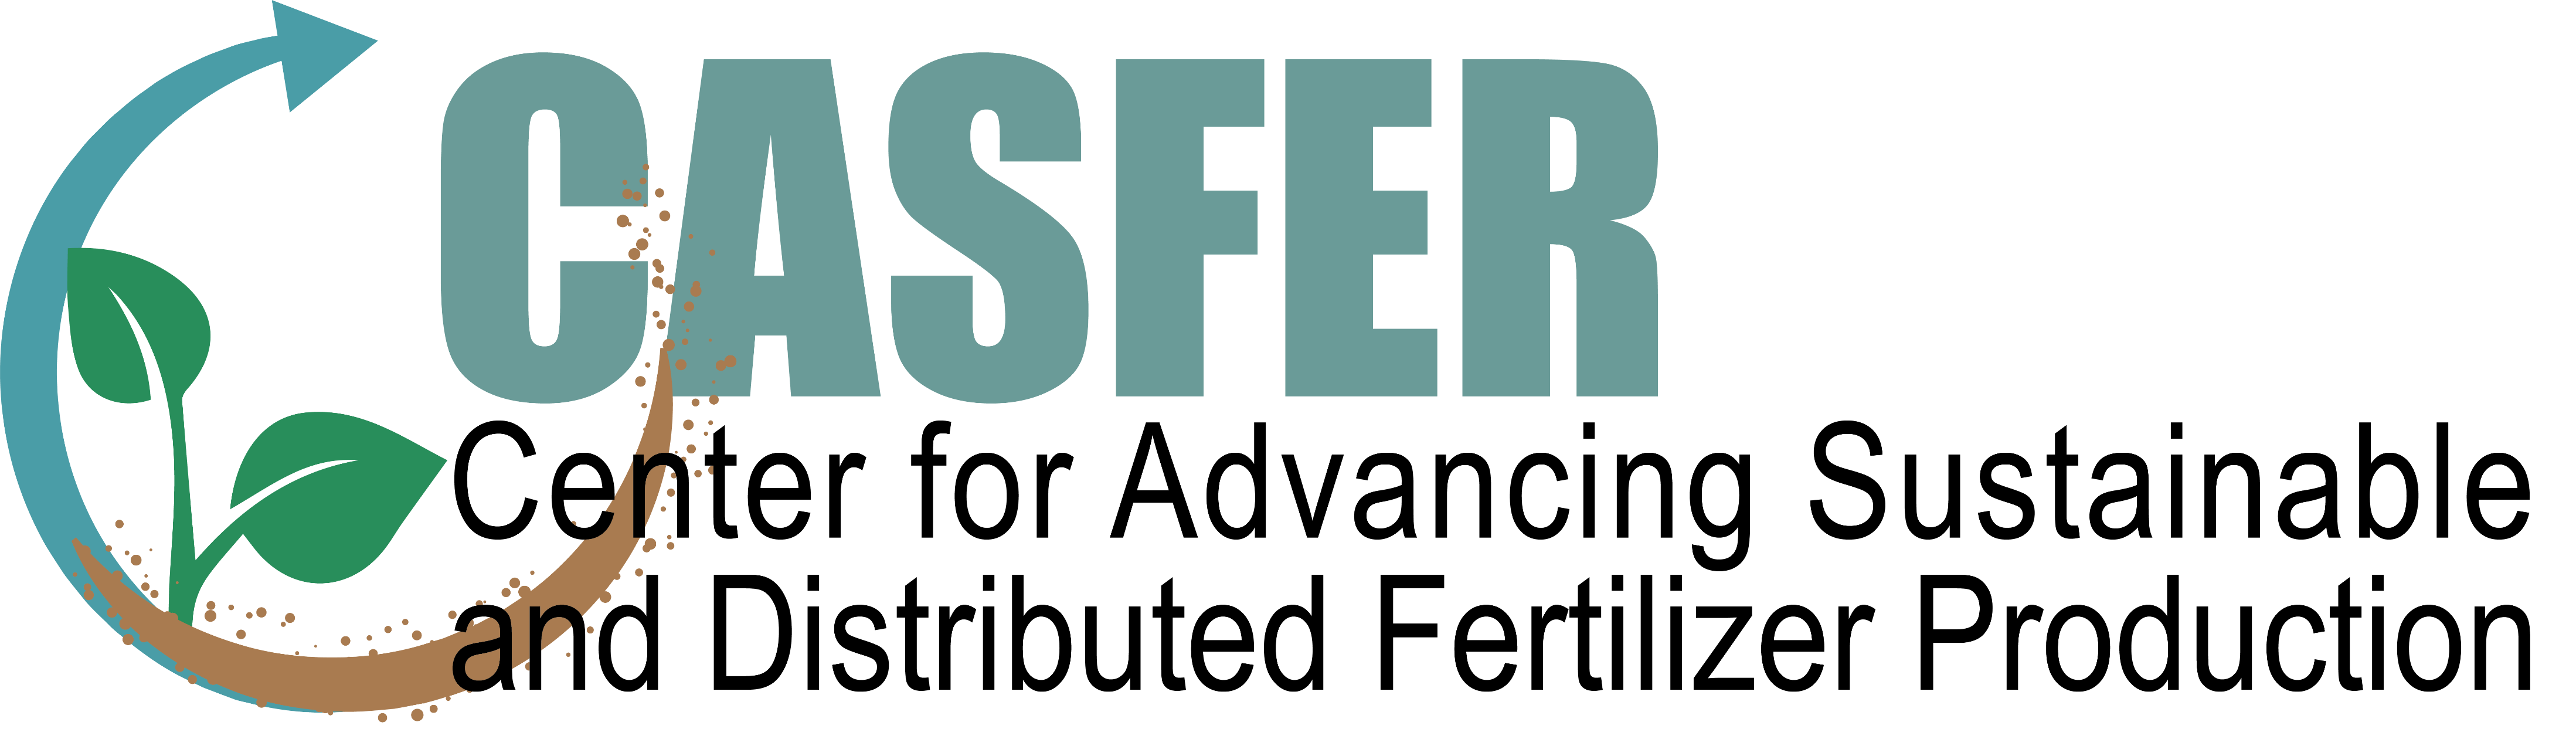 CASFER
Center for Advancing Sustainable
and Distributed Fertilizer Production